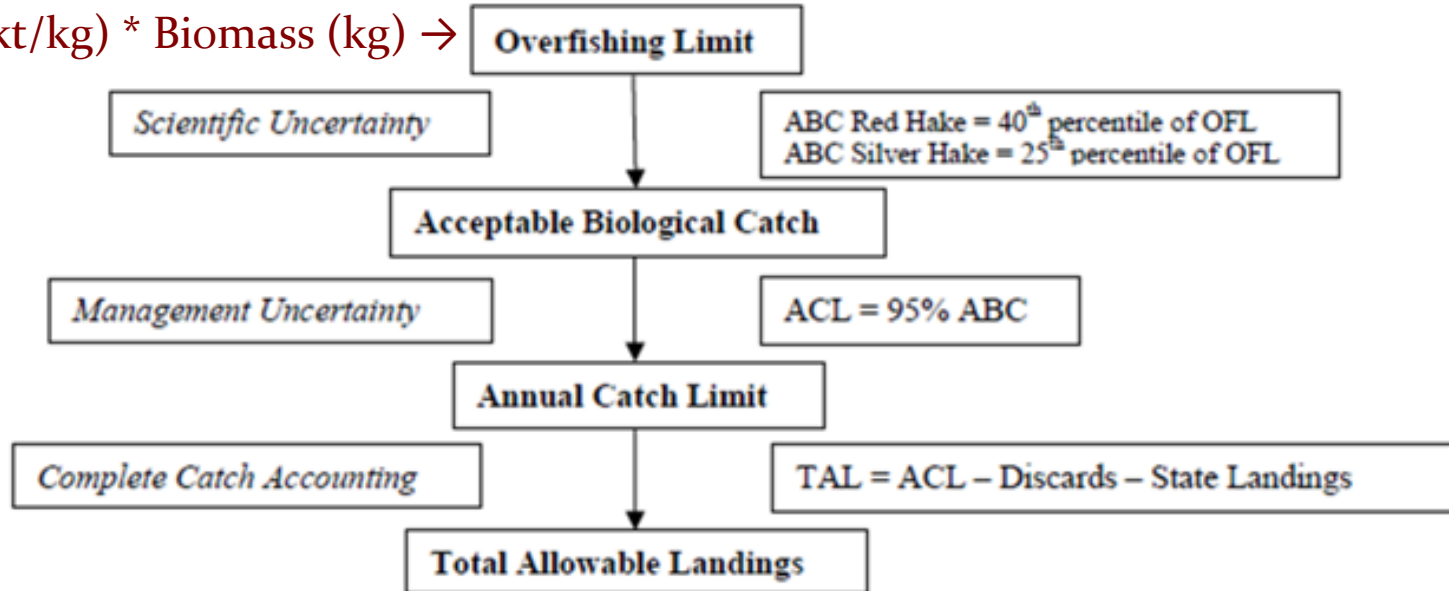 kt/kg) * Biomass (kg) →
Overfishing Limit
Scientific Uncertainty
ABC Red Hake = 40th percentile of OFL
ABC Silver Hake = 25th percentile of OFL
Acceptable Biological Catch
Management Uncertainty
ACL = 95% ABC
Annual Catch Limit
Complete Catch Accounting
TAL = ACL – Discards – State Landings
Total Allowable Landings